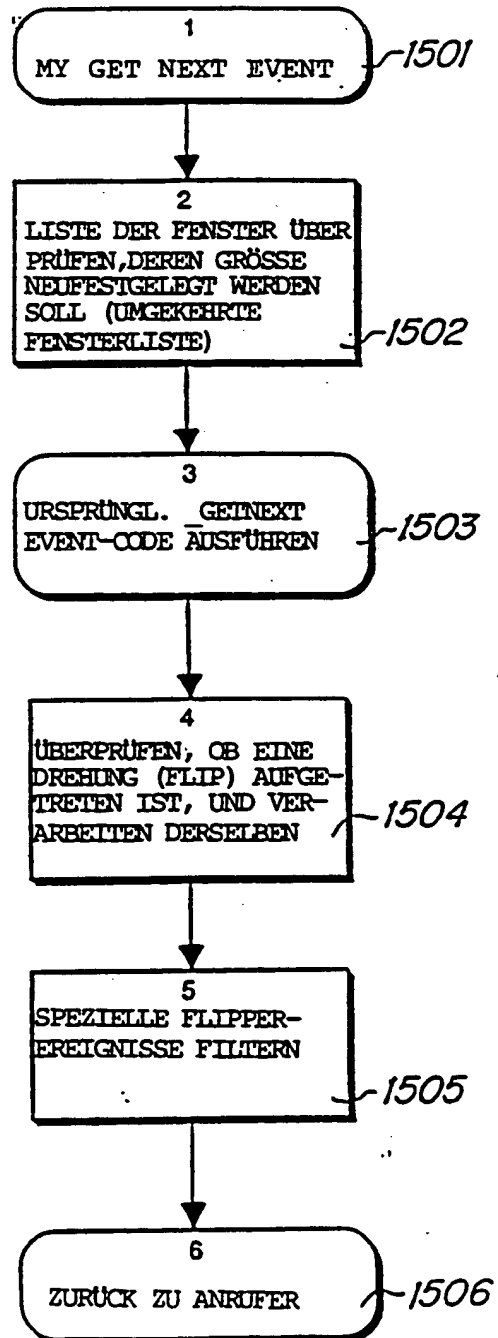 1
MY GET NEXT EVENT
1501
2
LISTE DER FENSTER ÜBER
PRÜFEN,DEREN GRÖSSE
NEUFESTGELEGT WERDEN
SOLL (UMGEKEHRTE
FENSTERLISTE)
1502
3
URSPRÜNGL. _GETNEXT
EVENT-CODE AUSFÜHREN
1503
4
ÜBERPRÜFEN, OB EINE
DREHUNG (FLIP) AUFGE-
TRETEN IST, UND VER-
ARBEITEN DERSELBEN
1504
5
SPEZIELLE FLIPPER-
EREIGNISSE FILTERN
1505
6
ZURÜCK ZU ANRUFER
1506